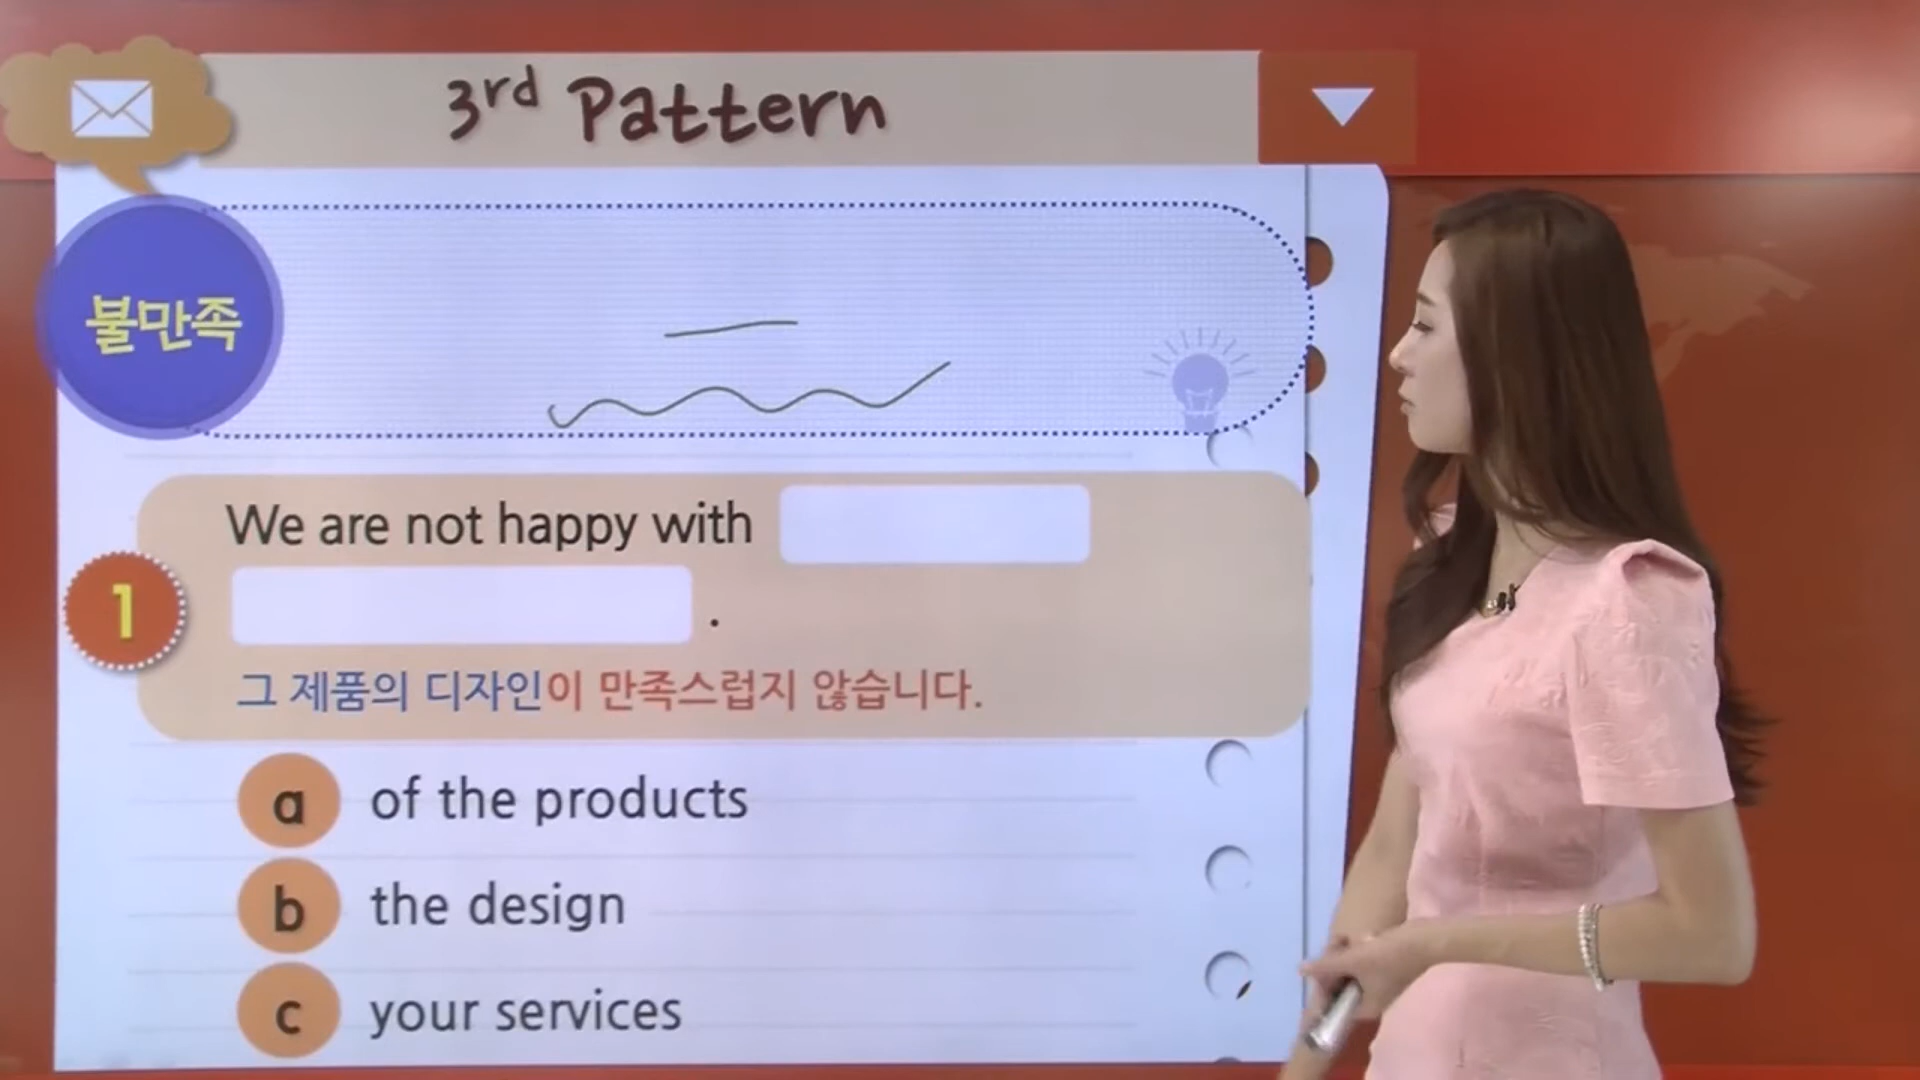 3rd Pattern
불만족
We are not happy with
.
1
그 제품의 디자인이 만족스럽지 않습니다.
a of the products
b the design
c your services